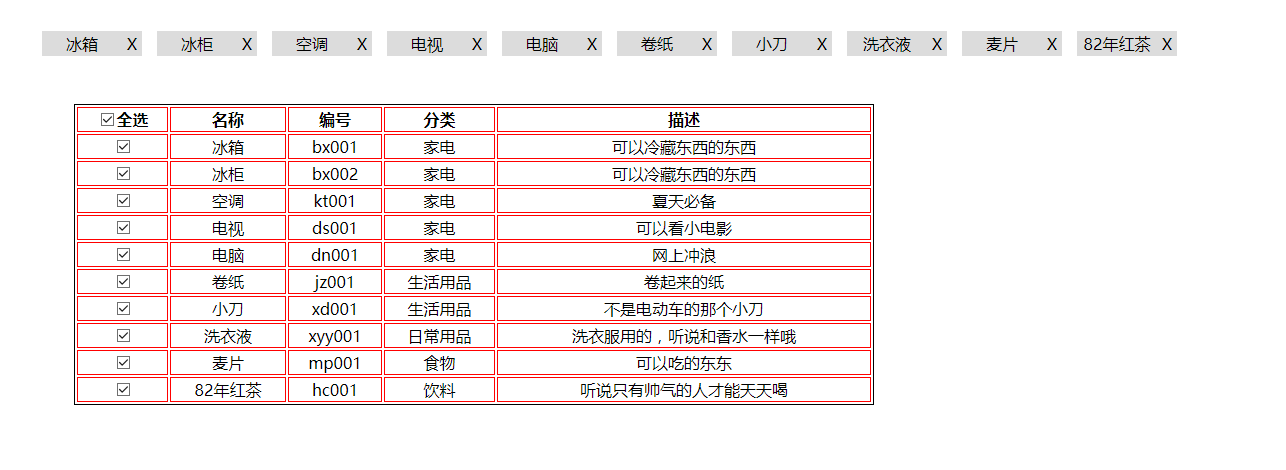 冰箱 X 冰柜 X 空调 X 电视 X 电脑 X 卷纸 X 小刀 X 洗衣液 X 麦片 X 82年红茶 X
全选 名称 编号 分类 描述
冰箱 bx001 家电 可以冷藏东西的东西
冰柜 bx002 家电 可以冷藏东西的东西
空调 kt001 家电 夏天必备
电视 ds001 家电 可以看小电影
电脑 dn001 家电 网上冲浪
卷纸 jz001 生活用品 卷起来的纸
小刀 xd001 生活用品 不是电动车的那个小刀
洗衣液 xyy001 日常用品 洗衣服用的，听说和香水一样哦
麦片 mp001 食物 可以吃的东东
82年红茶 hc001 饮料 听说只有帅气的人才能天天喝